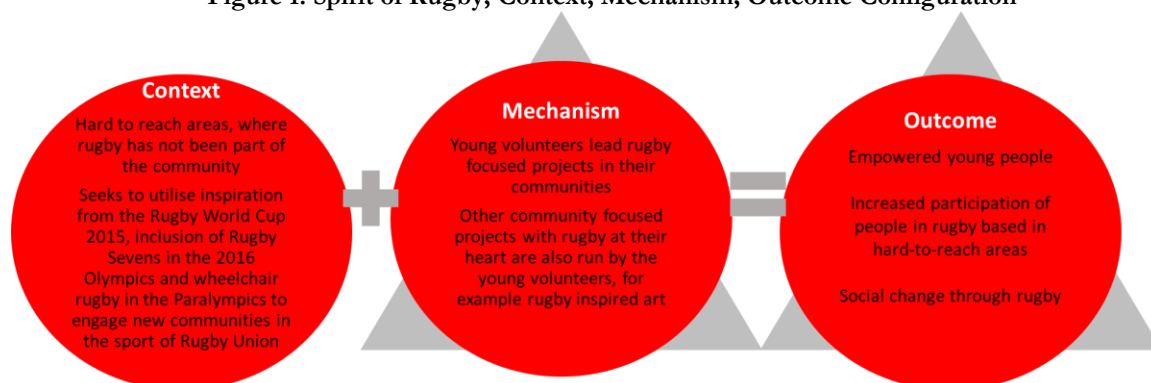 Figure 1. Spirit of Rugby, Context, Mechanism, Outcome Configuration
Context
Hard to reach areas, where
rugby has not been part of
the community
Seeks to utilise inspiration
from the Rugby World Cup
2015, inclusion of Rugby
Sevens in the 2016
Olympics and wheelchair
rugby in the Paralympics to
engage new communities in
the sport of Rugby Union
Mechanism
Young volunteers lead rugby
focused projects in their
communities
Other community focused
projects with rugby at their
heart are also run by the
young volunteers, for
example rugby inspired art
Outcome
Empowered young people
Increased participation of
people in rugby based in
hard-to-reach areas
Social change through rugby